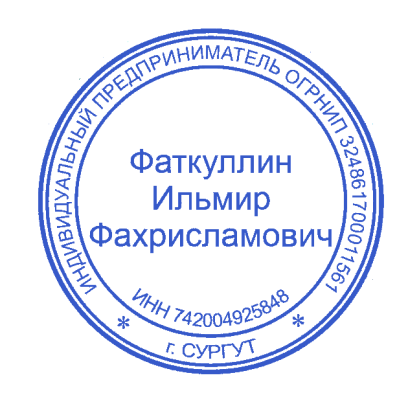 ИНДИВИДУАЛЬНЫЙ ПРЕДПРИНИМАТЕЛЬ ОГРНИП 324861700011561
Фаткуллин
Ильмир
Фахрисламович
ИНН 742004925848
* г. СУРГУТ *